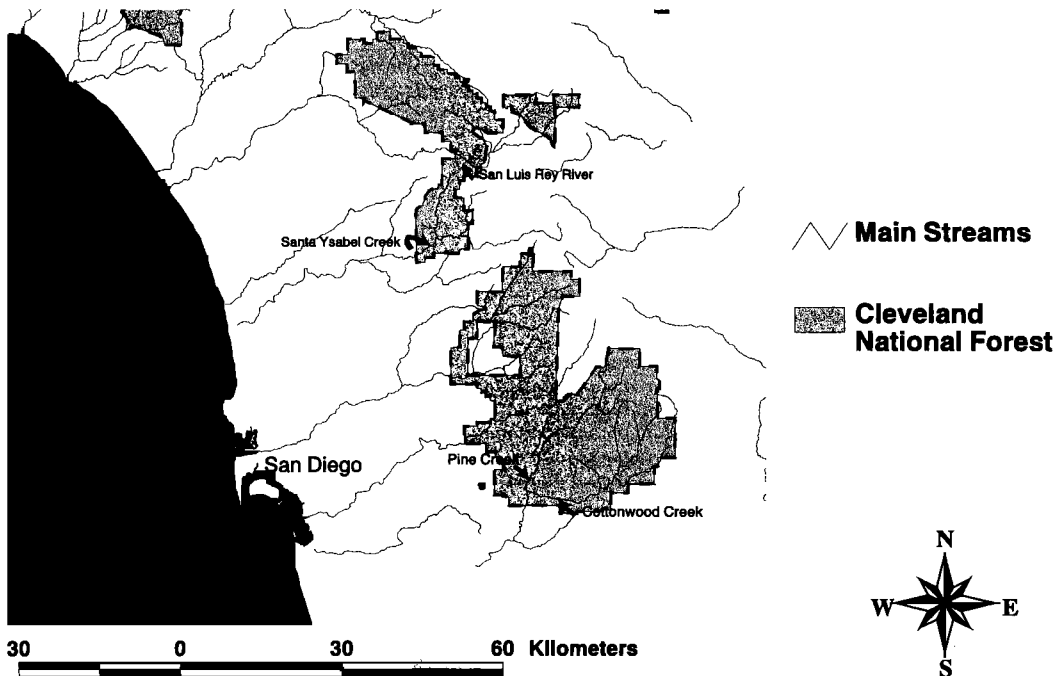 San Luis Rey River
Santa Ysabel Creek
Main Streams
Cleveland
National Forest
San Diego
Pine Creek
Cottonwood Creek
N
W E
S
30 0 30 60 Kilometers